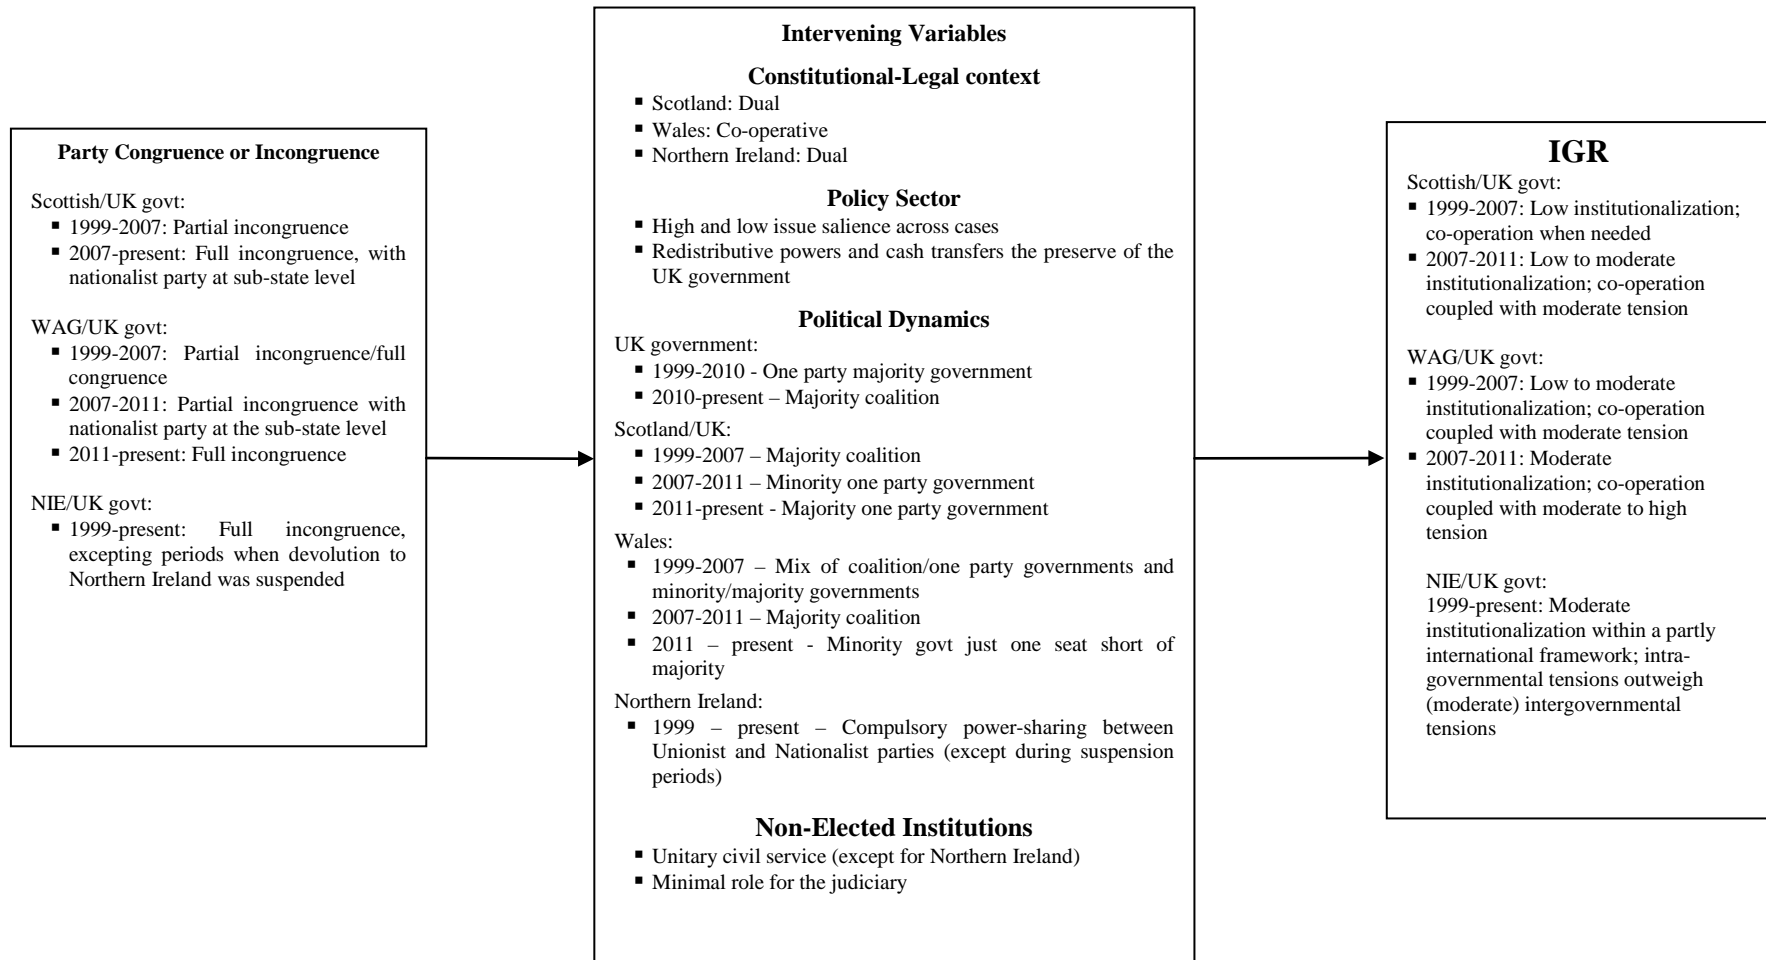 Party Congruence or Incongruence
Scottish/UK govt:
▪ 1999-2007: Partial incongruence
▪ 2007-present: Full incongruence, with
nationalist party at sub-state level
WAG/UK govt:
▪ 1999-2007: Partial incongruence/full
congruence
▪ 2007-2011: Partial incongruence with
nationalist party at the sub-state level
▪ 2011-present: Full incongruence
NIE/UK govt:
▪ 1999-present: Full incongruence,
excepting periods when devolution to
Northern Ireland was suspended
Intervening Variables
Constitutional-Legal context
▪ Scotland: Dual
▪ Wales: Co-operative
▪ Northern Ireland: Dual
Policy Sector
▪ High and low issue salience across cases
▪ Redistributive powers and cash transfers the preserve of the
UK government
Political Dynamics
UK government:
▪ 1999-2010 - One party majority government
▪ 2010-present – Majority coalition
Scotland/UK:
▪ 1999-2007 – Majority coalition
▪ 2007-2011 – Minority one party government
▪ 2011-present - Majority one party government
Wales:
▪ 1999-2007 – Mix of coalition/one party governments and
minority/majority governments
▪ 2007-2011 – Majority coalition
▪ 2011 – present - Minority govt just one seat short of
majority
Northern Ireland:
▪ 1999 – present – Compulsory power-sharing between
Unionist and Nationalist parties (except during suspension
periods)
Non-Elected Institutions
▪ Unitary civil service (except for Northern Ireland)
▪ Minimal role for the judiciary
IGR
Scottish/UK govt:
▪ 1999-2007: Low institutionalization;
co-operation when needed
▪ 2007-2011: Low to moderate
institutionalization; co-operation
coupled with moderate tension
WAG/UK govt:
▪ 1999-2007: Low to moderate
institutionalization; co-operation
coupled with moderate tension
▪ 2007-2011: Moderate
institutionalization; co-operation
coupled with moderate to high
tension
NIE/UK govt:
1999-present: Moderate
institutionalization within a partly
international framework; intra-
governmental tensions outweigh
(moderate) intergovernmental
tensions